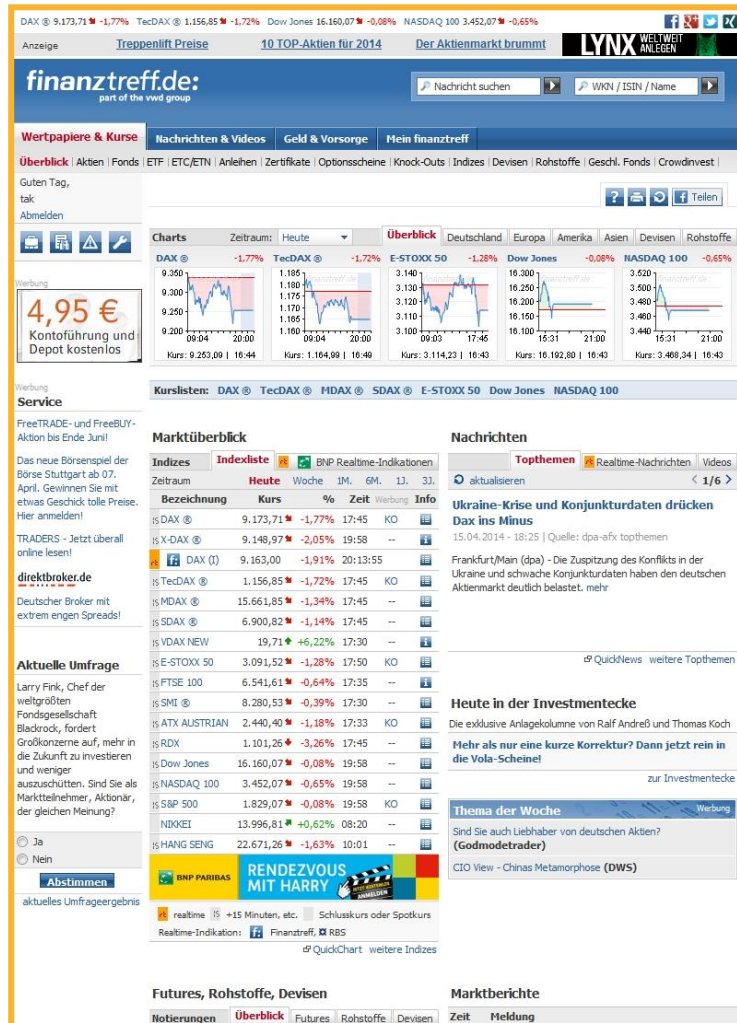 DAX ® 9.173,71 -1,77% TecDAX ® 1.156,85 -1,72% Dow Jones 16.160,07 -0,08% NASDAQ 100 3.452,07 -0,65%
Anzeige Treppenlift Preise 10 TOP-Aktien für 2014 Der Aktienmarkt brummt LYNX WELTWEIT ANLEGEN
finanztreff.de:
part of the vwd group
Nachricht suchen WKN / ISIN / Name
Wertpapiere & Kurse Nachrichten & Videos Geld & Vorsorge Mein finanztreff
Überblick | Aktien | Fonds | ETF | ETC/ETN | Anleihen | Zertifikate | Optionsscheine | Knock-Outs | Indizes | Devisen | Rohstoffe | Geschl. Fonds | Crowdinvest |
Guten Tag,
tak
Abmelden
? Teilen
Werbung
4,95 €
Kontoführung und
Depot kostenlos
Charts Zeitraum: Heute Überblick Deutschland Europa Amerika Asien Devisen Rohstoffe
DAX ® -1,77% TecDAX ® -1,72% E-STOXX 50 -1,28% Dow Jones -0,08% NASDAQ 100 -0,65%
9.350 1.185 3.140 16.300 3.520
9.300 1.180 3.130 16.250 3.500
9.250 1.175 3.120 16.200 3.480
9.200 1.170 3.110 16.150 3.460
1.165 3.100 16.100 3.440
1.160
09:04 20:00 09:04 20:00 09:03 17:45 15:31 21:00 15:31 21:00
Kurs: 9.253,09 | 16:44 Kurs: 1.164,99 | 16:49 Kurs: 3.114,23 | 16:43 Kurs: 16.192,80 | 16:43 Kurs: 3.468,34 | 16:43
Kurslisten: DAX ® TecDAX ® MDAX ® SDAX ® E-STOXX 50 Dow Jones NASDAQ 100
Werbung
Service
FreeTRADE- und FreeBUY-
Aktion bis Ende Juni!
Das neue Börsenspiel der
Börse Stuttgart ab 07.
April. Gewinnen Sie mit
etwas Geschick tolle Preise.
Hier anmelden!
TRADERS - Jetzt überall
online lesen!
direktbroker.de
Deutscher Broker mit
extrem engen Spreads!
Aktuelle Umfrage
Larry Fink, Chef der
weltgrößten
Fondsgesellschaft
Blackrock, fordert
Großkonzerne auf, mehr in
die Zukunft zu investieren
und weniger
auszuschütten. Sind Sie als
Marktteilnehmer, Aktionär,
der gleichen Meinung?
Ja
Nein
Abstimmen
aktuelles Umfrageergebnis
Marktüberblick
Indizes Indexliste rt BNP Realtime-Indikationen
Zeitraum Heute Woche 1M. 6M. 1J. 3J.
Bezeichnung Kurs % Zeit Werbung Info
15 DAX ® 9.173,71 -1,77% 17:45 KO
15 X-DAX ® 9.148,97 -2,05% 19:58 -- i
rt f: DAX (I) 9.163,00 -1,91% 20:13:55
15 TecDAX ® 1.156,85 -1,72% 17:45 KO
15 MDAX ® 15.661,85 -1,34% 17:45 --
15 SDAX ® 6.900,82 -1,14% 17:45 --
15 VDAX NEW 19,71 +6,22% 17:30 -- i
15 E-STOXX 50 3.091,52 -1,28% 17:50 KO
15 FTSE 100 6.541,61 -0,64% 17:35 -- i
15 SMI ® 8.280,53 -0,39% 17:30 --
15 ATX AUSTRIAN 2.440,40 -1,18% 17:33 KO
15 RDX 1.101,26 -3,26% 17:45 --
15 Dow Jones 16.160,07 -0,08% 19:58 --
15 NASDAQ 100 3.452,07 -0,65% 19:58 --
15 S&P 500 1.829,07 -0,08% 19:58 KO
NIKKEI 13.996,81 +0,62% 08:20 --
15 HANG SENG 22.671,26 -1,63% 10:01 --
BNP PARIBAS RENDEZVOUS MIT HARRY JETZT KOSTENLOS ANMELDEN
rt realtime 15 +15 Minuten, etc. Schlusskurs oder Spotkurs
Realtime-Indikation: f: Finanztreff, RBS
QuickChart weitere Indizes
Nachrichten
Topthemen rt Realtime-Nachrichten Videos
aktualisieren < 1/6 >
Ukraine-Krise und Konjunkturdaten drücken
Dax ins Minus
15.04.2014 - 18:25 | Quelle: dpa-afx topthemen
Frankfurt/Main (dpa) - Die Zuspitzung des Konflikts in der
Ukraine und schwache Konjunkturdaten haben den deutschen
Aktienmarkt deutlich belastet. mehr
QuickNews weitere Topthemen
Heute in der Investmentecke
Die exklusive Anlagekolumne von Ralf Andreß und Thomas Koch
Mehr als nur eine kurze Korrektur? Dann jetzt rein in
die Vola-Scheine!
zur Investmentecke
Thema der Woche Werbung
Sind Sie auch Liebhaber von deutschen Aktien?
(Godmodetrader)
CIO View - Chinas Metamorphose (DWS)
Futures, Rohstoffe, Devisen
Notierungen Überblick Futures Rohstoffe Devisen
Marktberichte
Zeit Meldung